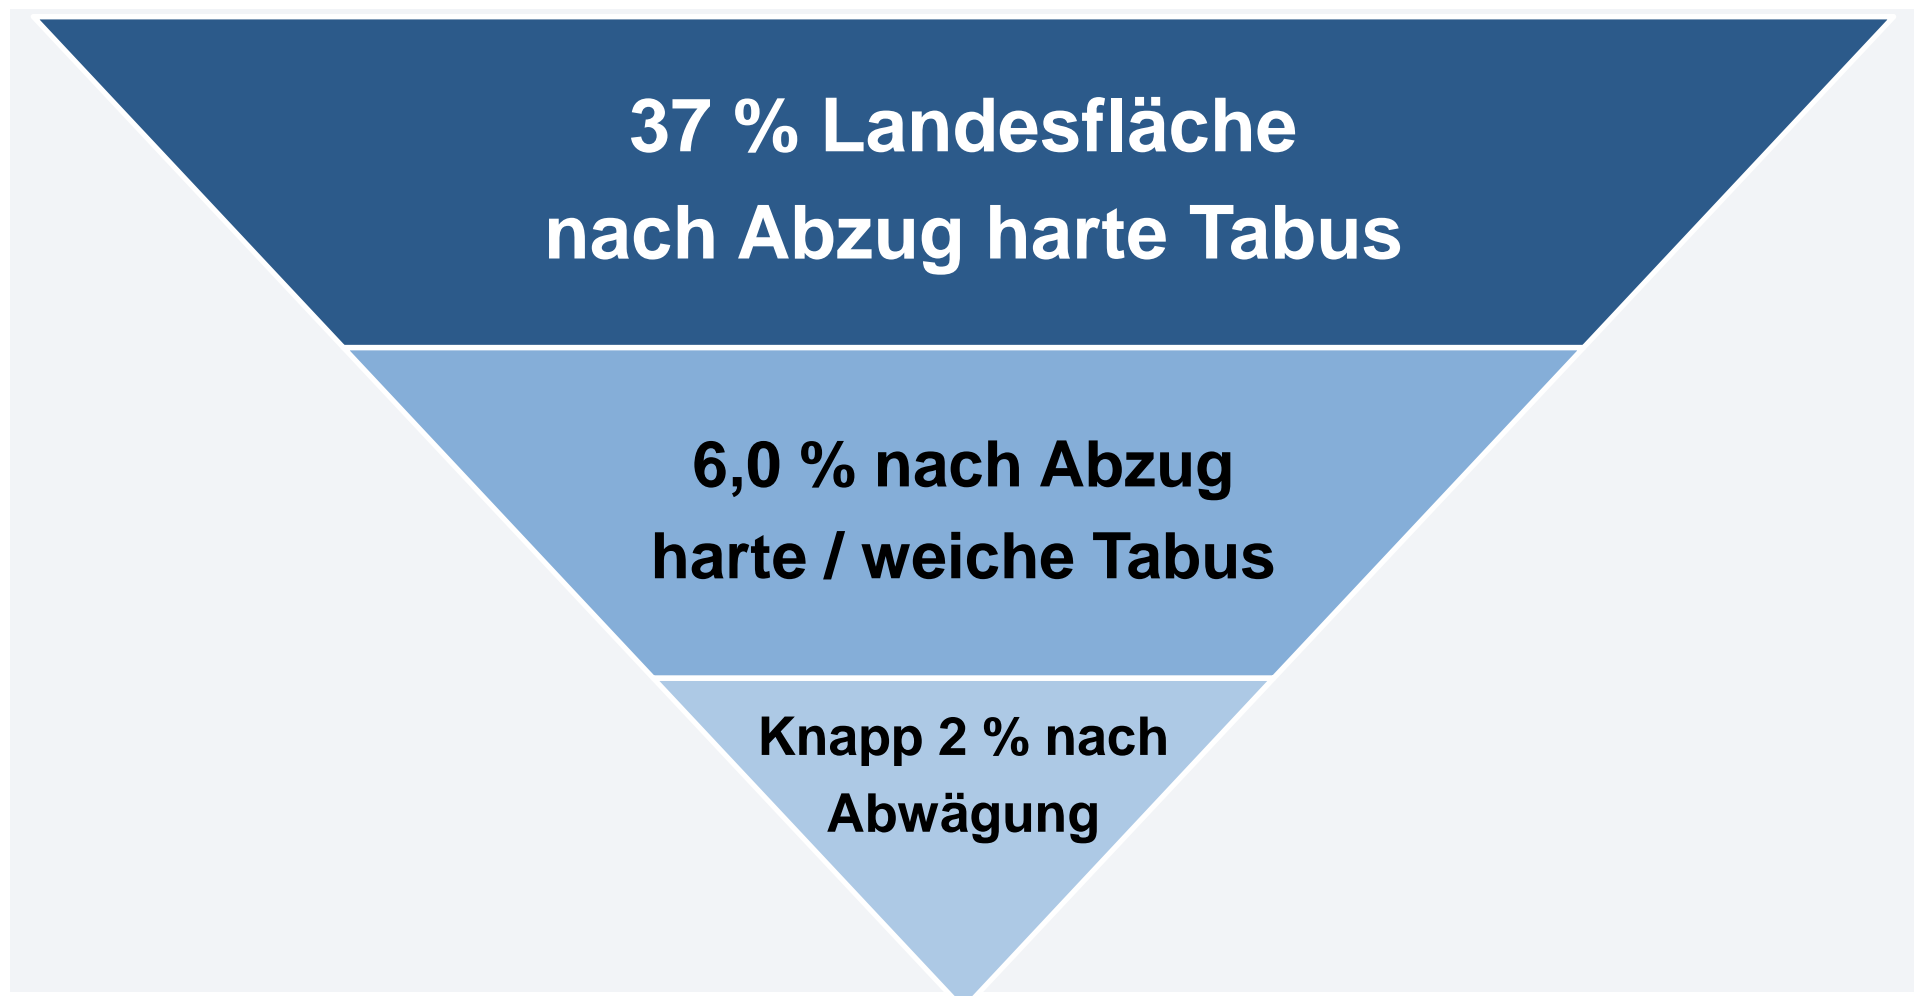 37 % Landesfläche
nach Abzug harte Tabus
6,0 % nach Abzug
harte / weiche Tabus
Knapp 2 % nach
Abwägung